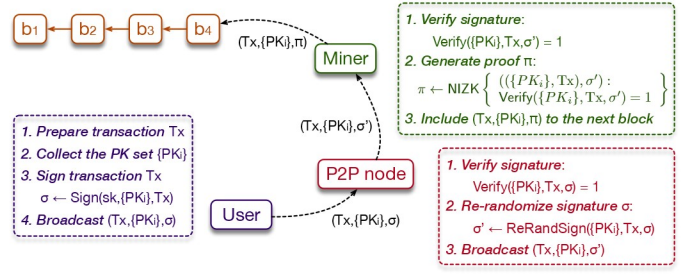 b1
b2
b3
b4
(Tx,{PKi},π)
Miner
(Tx,{PKi},σ')
P2P node
(Tx,{PKi},σ)
User
1. Verify signature:
Verify({PKi},Tx,σ') = 1
2. Generate proof π:
π ← NIZK { (({PKi}, Tx), σ') :
Verify({PKi}, Tx, σ') = 1 }
3. Include (Tx,{PKi},π) to the next block
1. Prepare transaction Tx
2. Collect the PK set {PKi}
3. Sign transaction Tx
σ ← Sign(sk,{PKi},Tx)
4. Broadcast (Tx,{PKi},σ)
1. Verify signature:
Verify({PKi},Tx,σ) = 1
2. Re-randomize signature σ:
σ' ← ReRandSign({PKi},Tx,σ)
3. Broadcast (Tx,{PKi},σ')